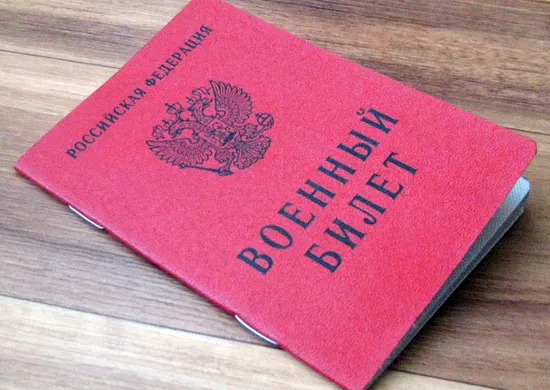 РОССИЙСКАЯ ФЕДЕРАЦИЯ
ВОЕННЫЙ
БИЛЕТ